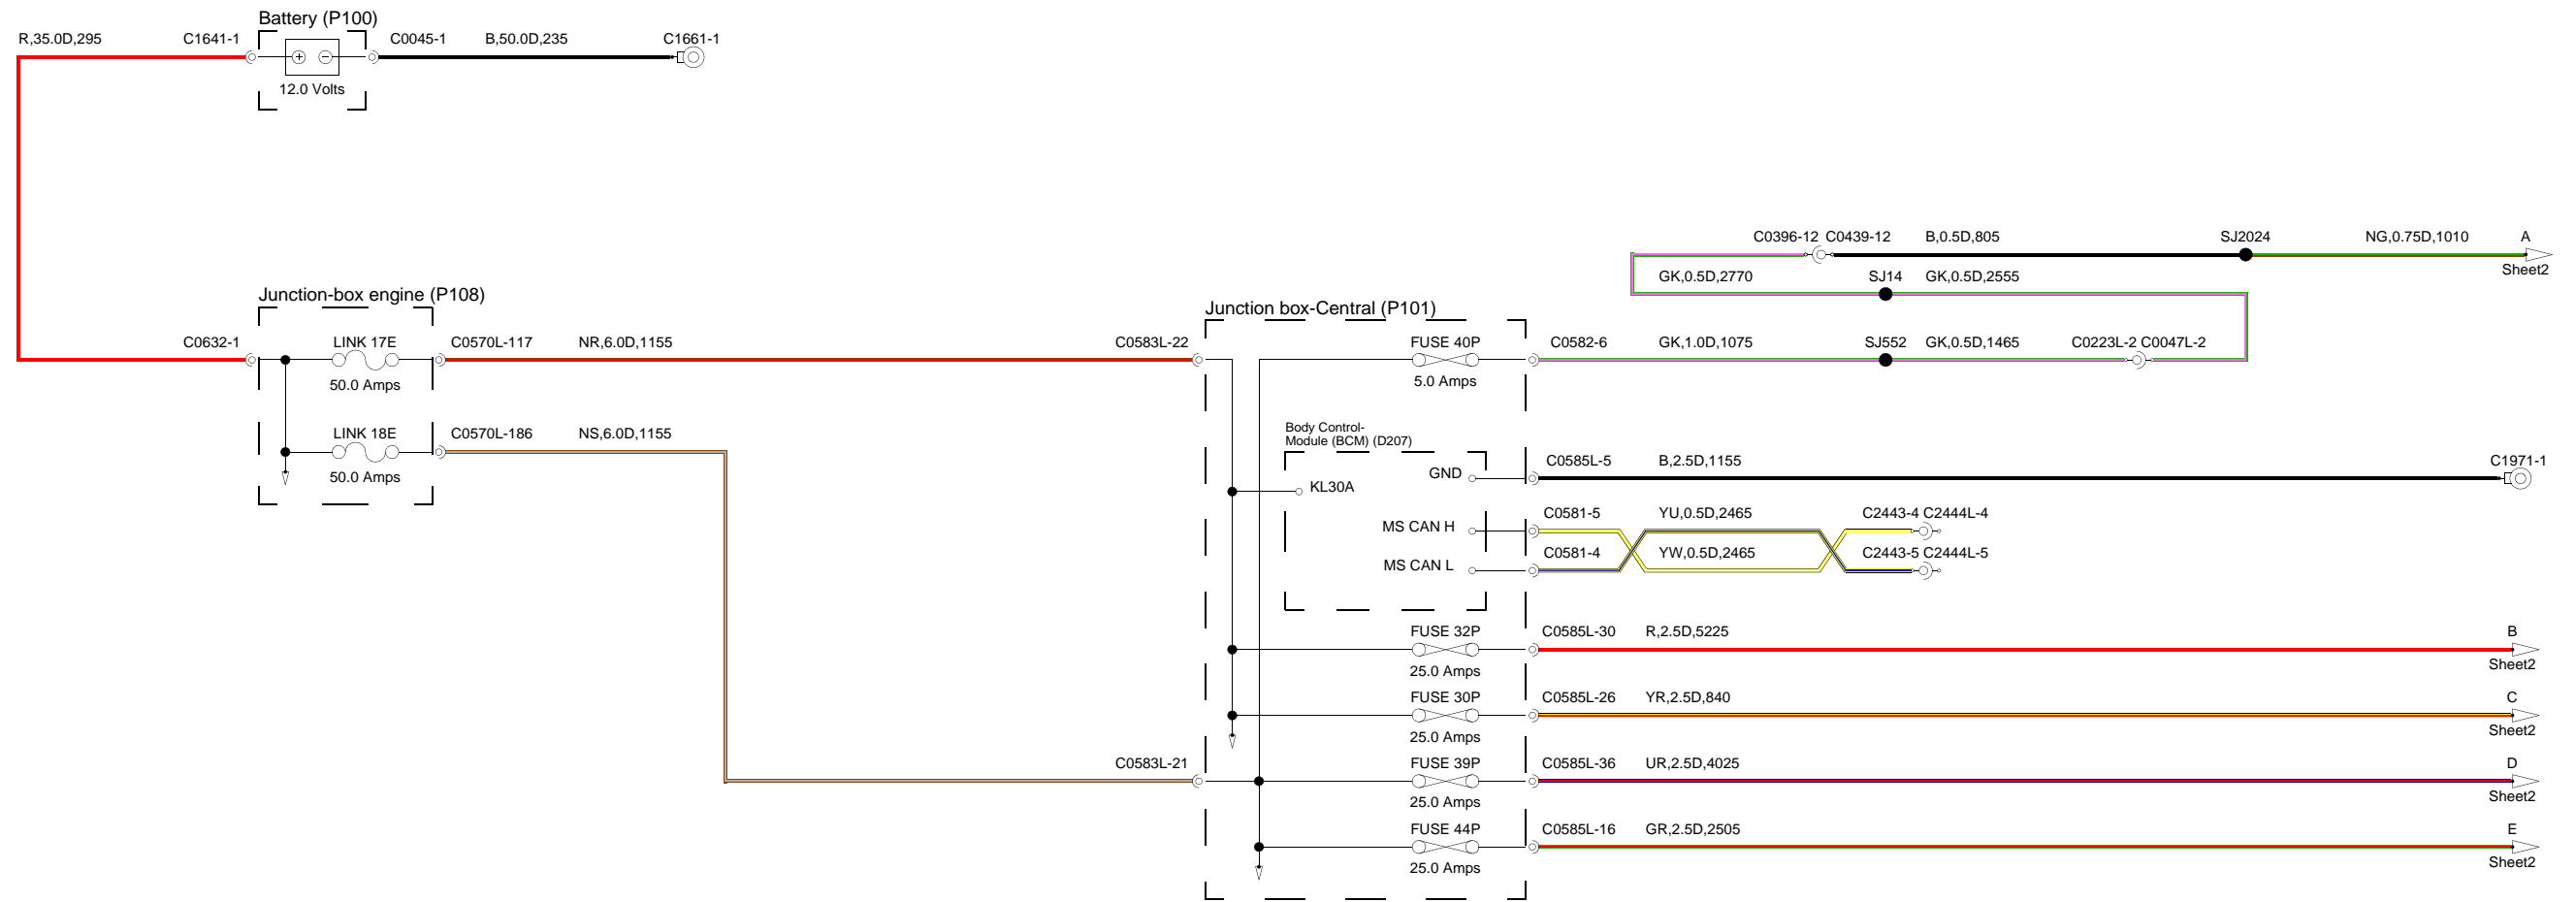 Battery (P100)
R,35.0D,295 C1641-1 C0045-1 B,50.0D,235 C1661-1
12.0 Volts
C0396-12 C0439-12 B,0.5D,805 SJ2024 NG,0.75D,1010 A
Sheet2
GK,0.5D,2770 SJ14 GK,0.5D,2555
Junction-box engine (P108)
Junction box-Central (P101)
C0632-1 LINK 17E C0570L-117 NR,6.0D,1155 C0583L-22 FUSE 40P C0582-6 GK,1.0D,1075 SJ552 GK,0.5D,1465 C0223L-2 C0047L-2
50.0 Amps 5.0 Amps
LINK 18E C0570L-186 NS,6.0D,1155
50.0 Amps
Body Control-
Module (BCM) (D207)
GND C0585L-5 B,2.5D,1155 C1971-1
KL30A
MS CAN H C0581-5 YU,0.5D,2465 C2443-4 C2444L-4
MS CAN L C0581-4 YW,0.5D,2465 C2443-5 C2444L-5
FUSE 32P C0585L-30 R,2.5D,5225 B
25.0 Amps Sheet2
FUSE 30P C0585L-26 YR,2.5D,840 C
25.0 Amps Sheet2
C0583L-21 FUSE 39P C0585L-36 UR,2.5D,4025 D
25.0 Amps Sheet2
FUSE 44P C0585L-16 GR,2.5D,2505 E
25.0 Amps Sheet2